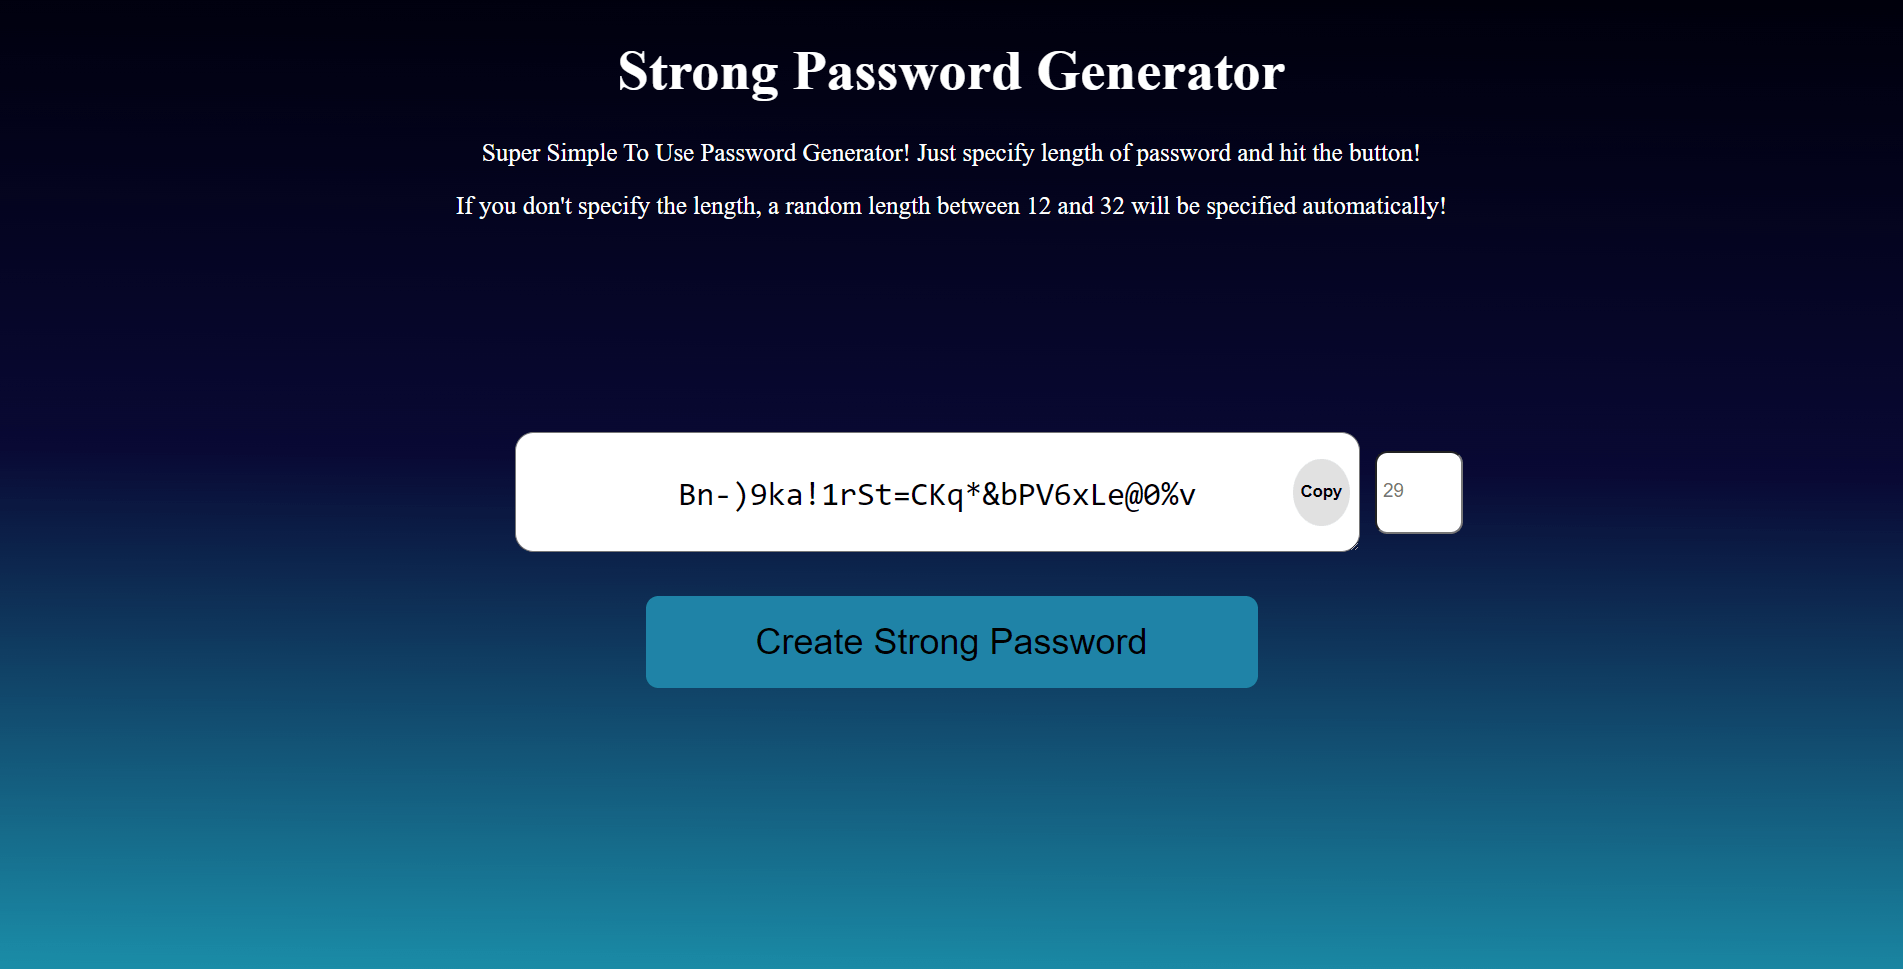 Strong Password Generator
Super Simple To Use Password Generator! Just specify length of password and hit the button!
If you don't specify the length, a random length between 12 and 32 will be specified automatically!
Bn-)9ka!1rSt=CKq*&bPV6xLe@0%v
Copy
29
Create Strong Password